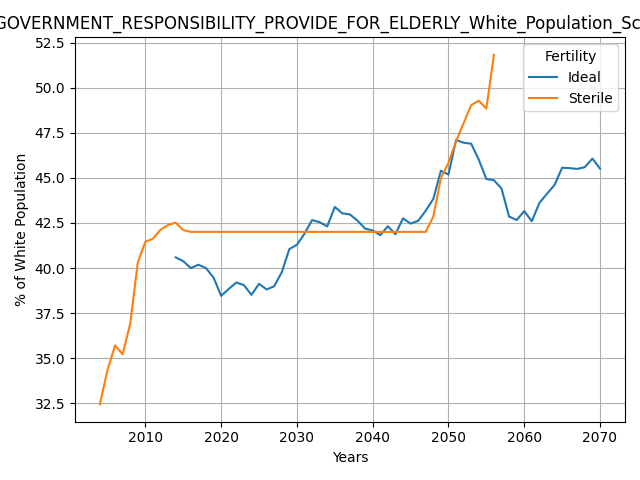 GOVERNMENT_RESPONSIBILITY_PROVIDE_FOR_ELDERLY_White_Population_Sc
Fertility
Ideal
Sterile
52.5
50.0
47.5
45.0
42.5
40.0
37.5
35.0
32.5
% of White Population
2010 2020 2030 2040 2050 2060 2070
Years